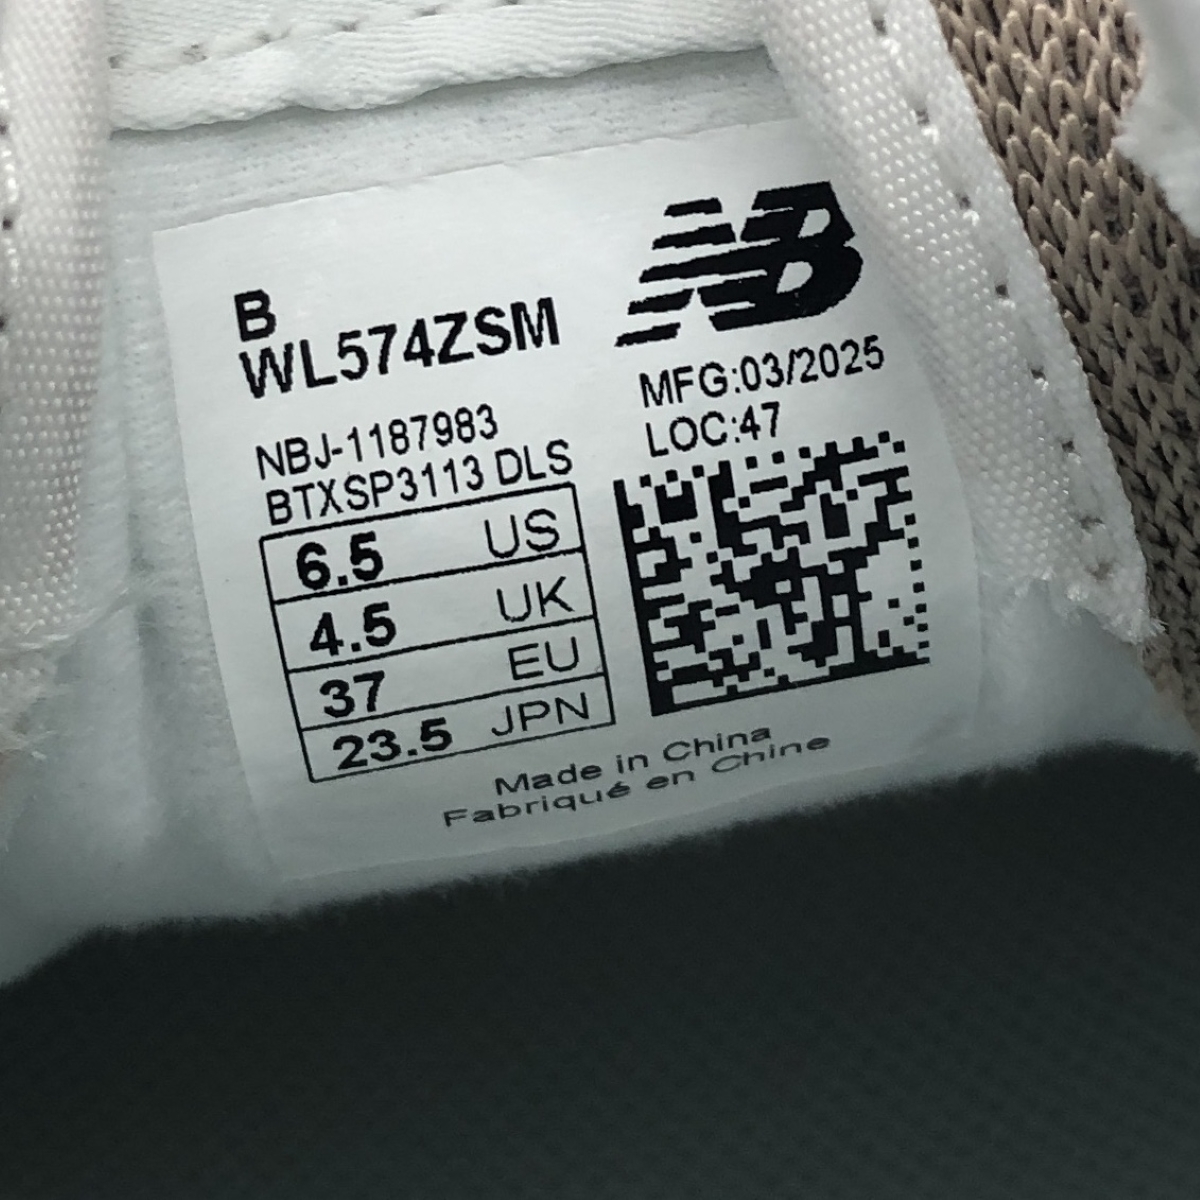 B
WL574ZSM
NBJ-1187983
BTXSP3113 DLS
6.5 US
4.5 UK
37 EU
23.5 JPN
NB
MFG:03/2025
LOC:47
Made in China
Fabriqué en Chine